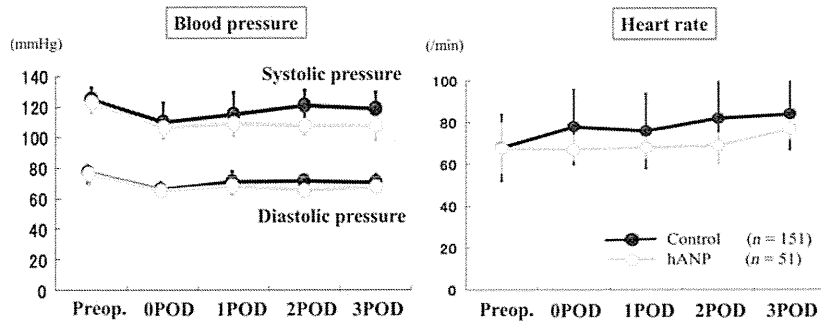 Blood pressure
(mmHg)
140
120
100
80
60
40
20
0
Systolic pressure
Diastolic pressure
Preop. 0POD 1POD 2POD 3POD
Heart rate
(/min)
100
80
60
40
20
0
Control (n = 151)
hANP (n = 51)
Preop. 0POD 1POD 2POD 3POD